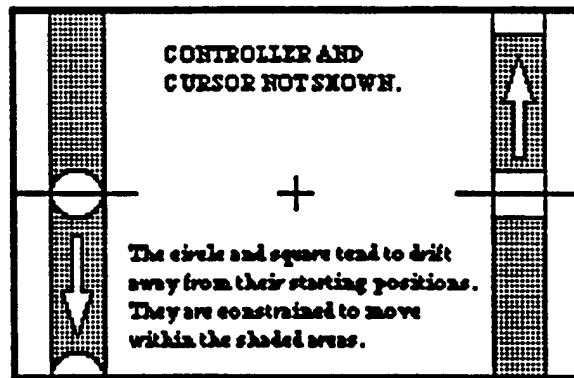 CONTROLLER AND
CURSOR NOT SHOWN.
The circle and square tend to drift
away from their starting positions.
They are constrained to move
within the shaded areas.